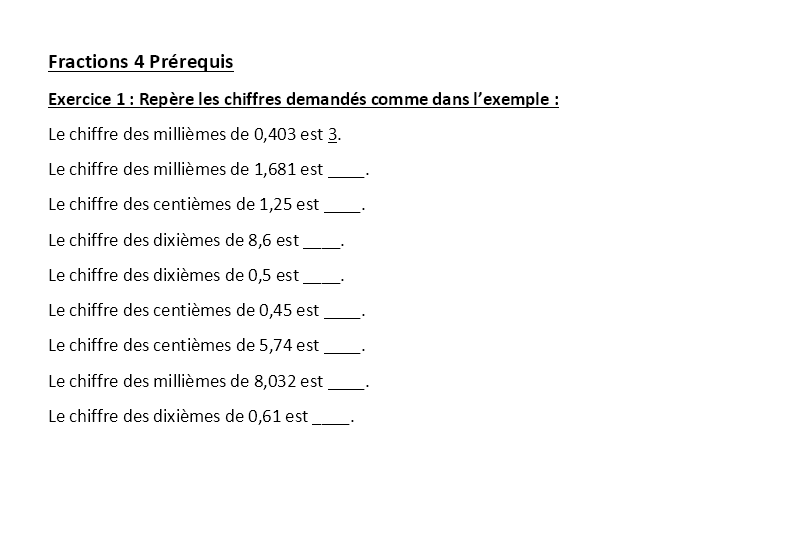 Fractions 4 Prérequis
Exercice 1 : Repère les chiffres demandés comme dans l’exemple :
Le chiffre des millièmes de 0,403 est 3.
Le chiffre des millièmes de 1,681 est ____.
Le chiffre des centièmes de 1,25 est ____.
Le chiffre des dixièmes de 8,6 est ____.
Le chiffre des dixièmes de 0,5 est ____.
Le chiffre des centièmes de 0,45 est ____.
Le chiffre des centièmes de 5,74 est ____.
Le chiffre des millièmes de 8,032 est ____.
Le chiffre des dixièmes de 0,61 est ____.